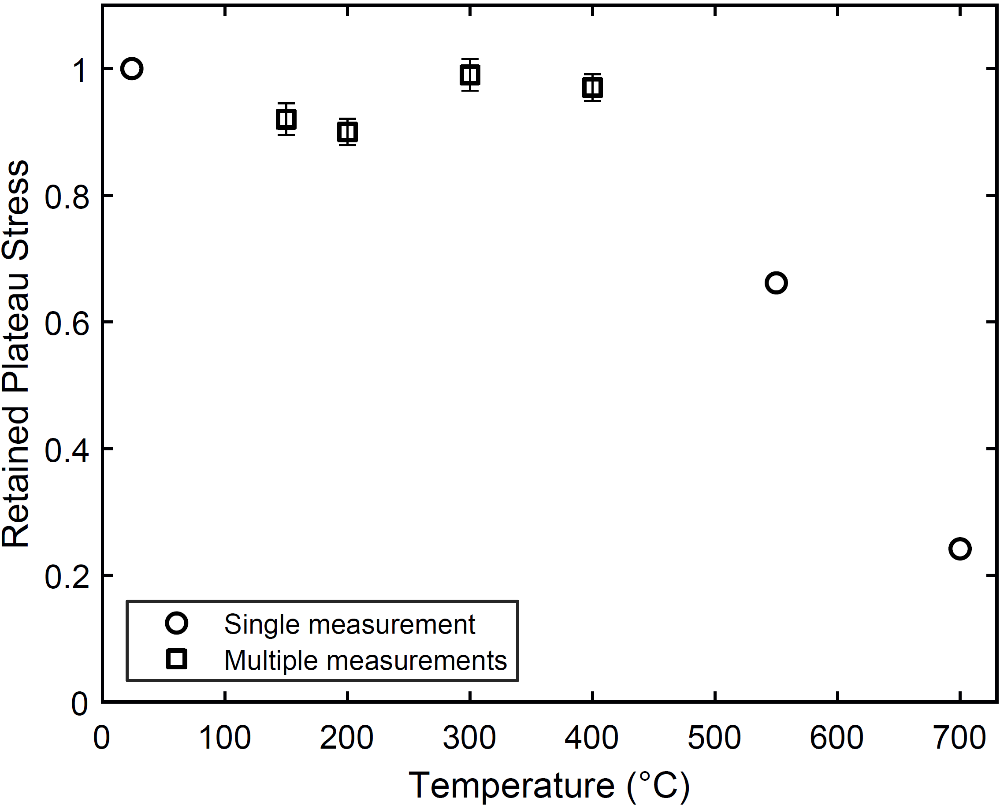 Retained Plateau Stress
1
0.8
0.6
0.4
0.2
0
Single measurement
Multiple measurements
0 100 200 300 400 500 600 700
Temperature (°C)